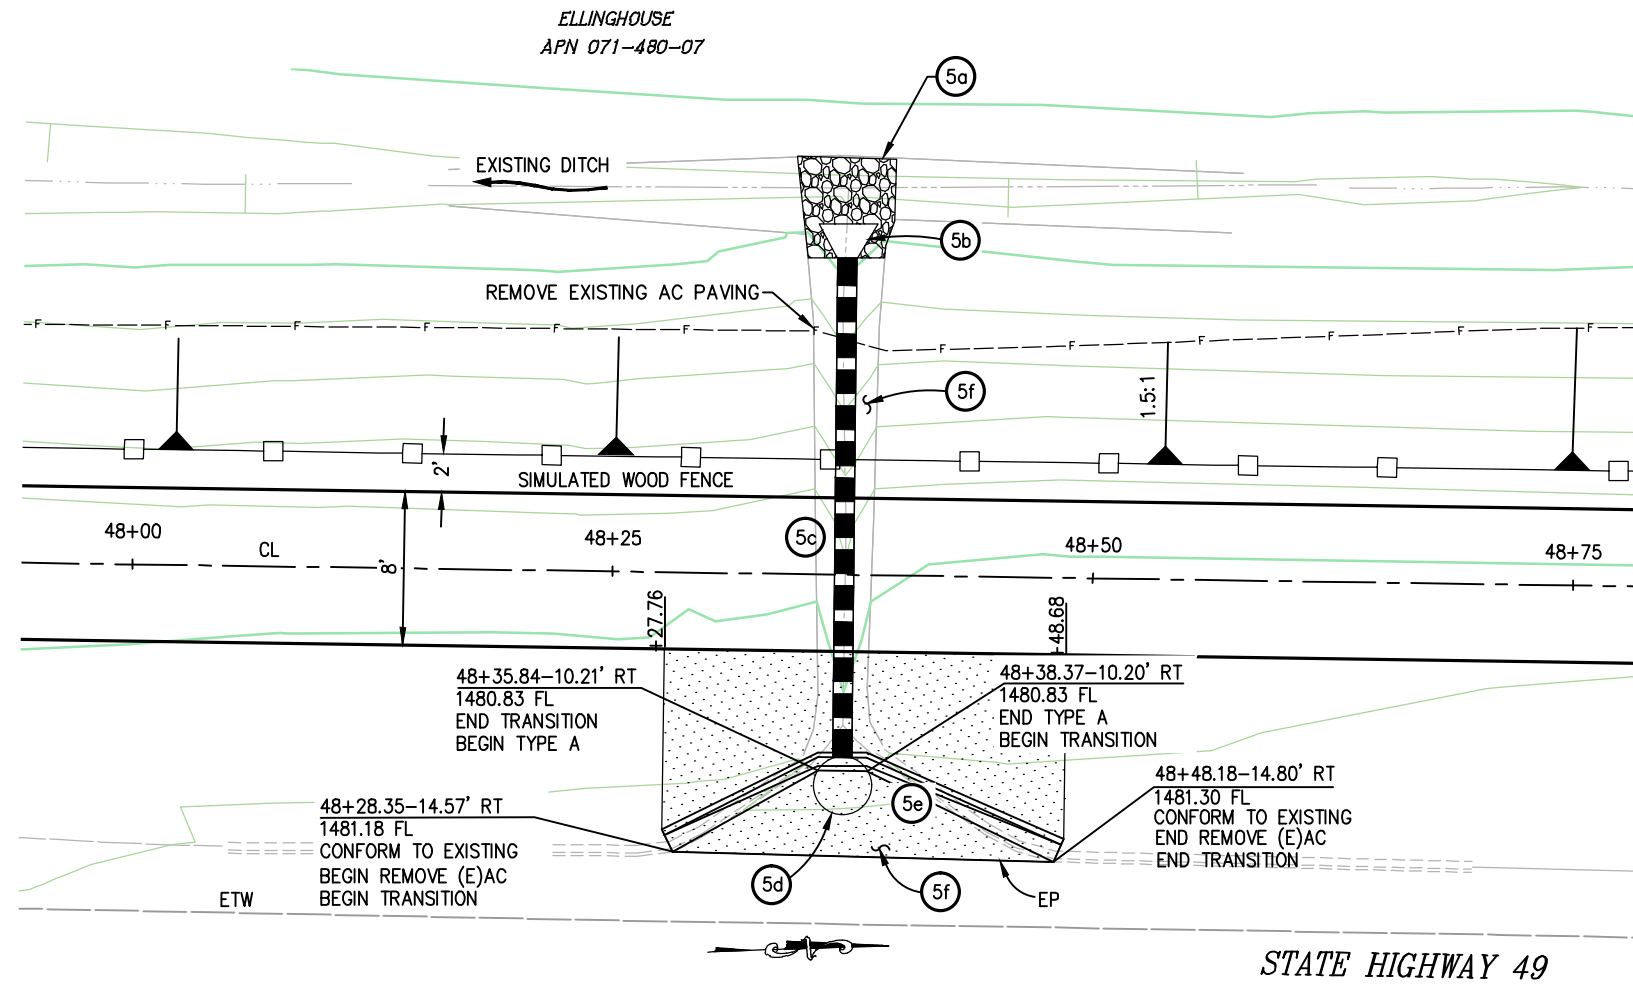 ELLINGHOUSE
APN 071-480-07
5a
EXISTING DITCH
5b
REMOVE EXISTING AC PAVING
F F F F F F F F F F F F F
5f
1.5:1
2'
SIMULATED WOOD FENCE
48+00
48+25
5c
48+50
48+75
CL
8'
+27.76
+48.68
48+35.84-10.21' RT
1480.83 FL
END TRANSITION
BEGIN TYPE A
48+38.37-10.20' RT
1480.83 FL
END TYPE A
BEGIN TRANSITION
48+28.35-14.57' RT
1481.18 FL
CONFORM TO EXISTING
BEGIN REMOVE (E)AC
BEGIN TRANSITION
5e
48+48.18-14.80' RT
1481.30 FL
CONFORM TO EXISTING
END REMOVE (E)AC
END TRANSITION
5d
5f
EP
ETW
STATE HIGHWAY 49